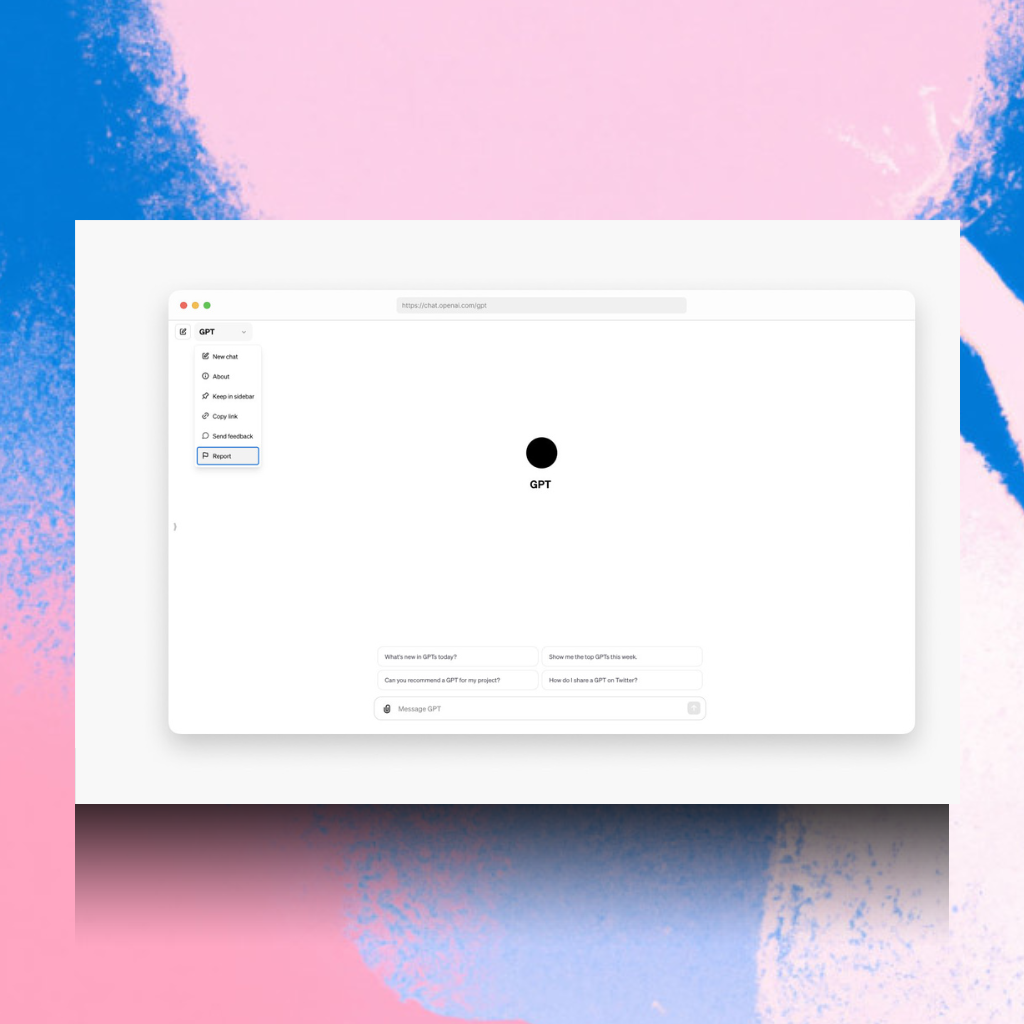 https://chat.openai.com/gpt
GPT
New chat
About
Keep in sidebar
Copy link
Send feedback
Report
GPT
What's new in GPTs today?
Show me the top GPTs this week.
Can you recommend a GPT for my project?
How do I share a GPT on Twitter?
Message GPT